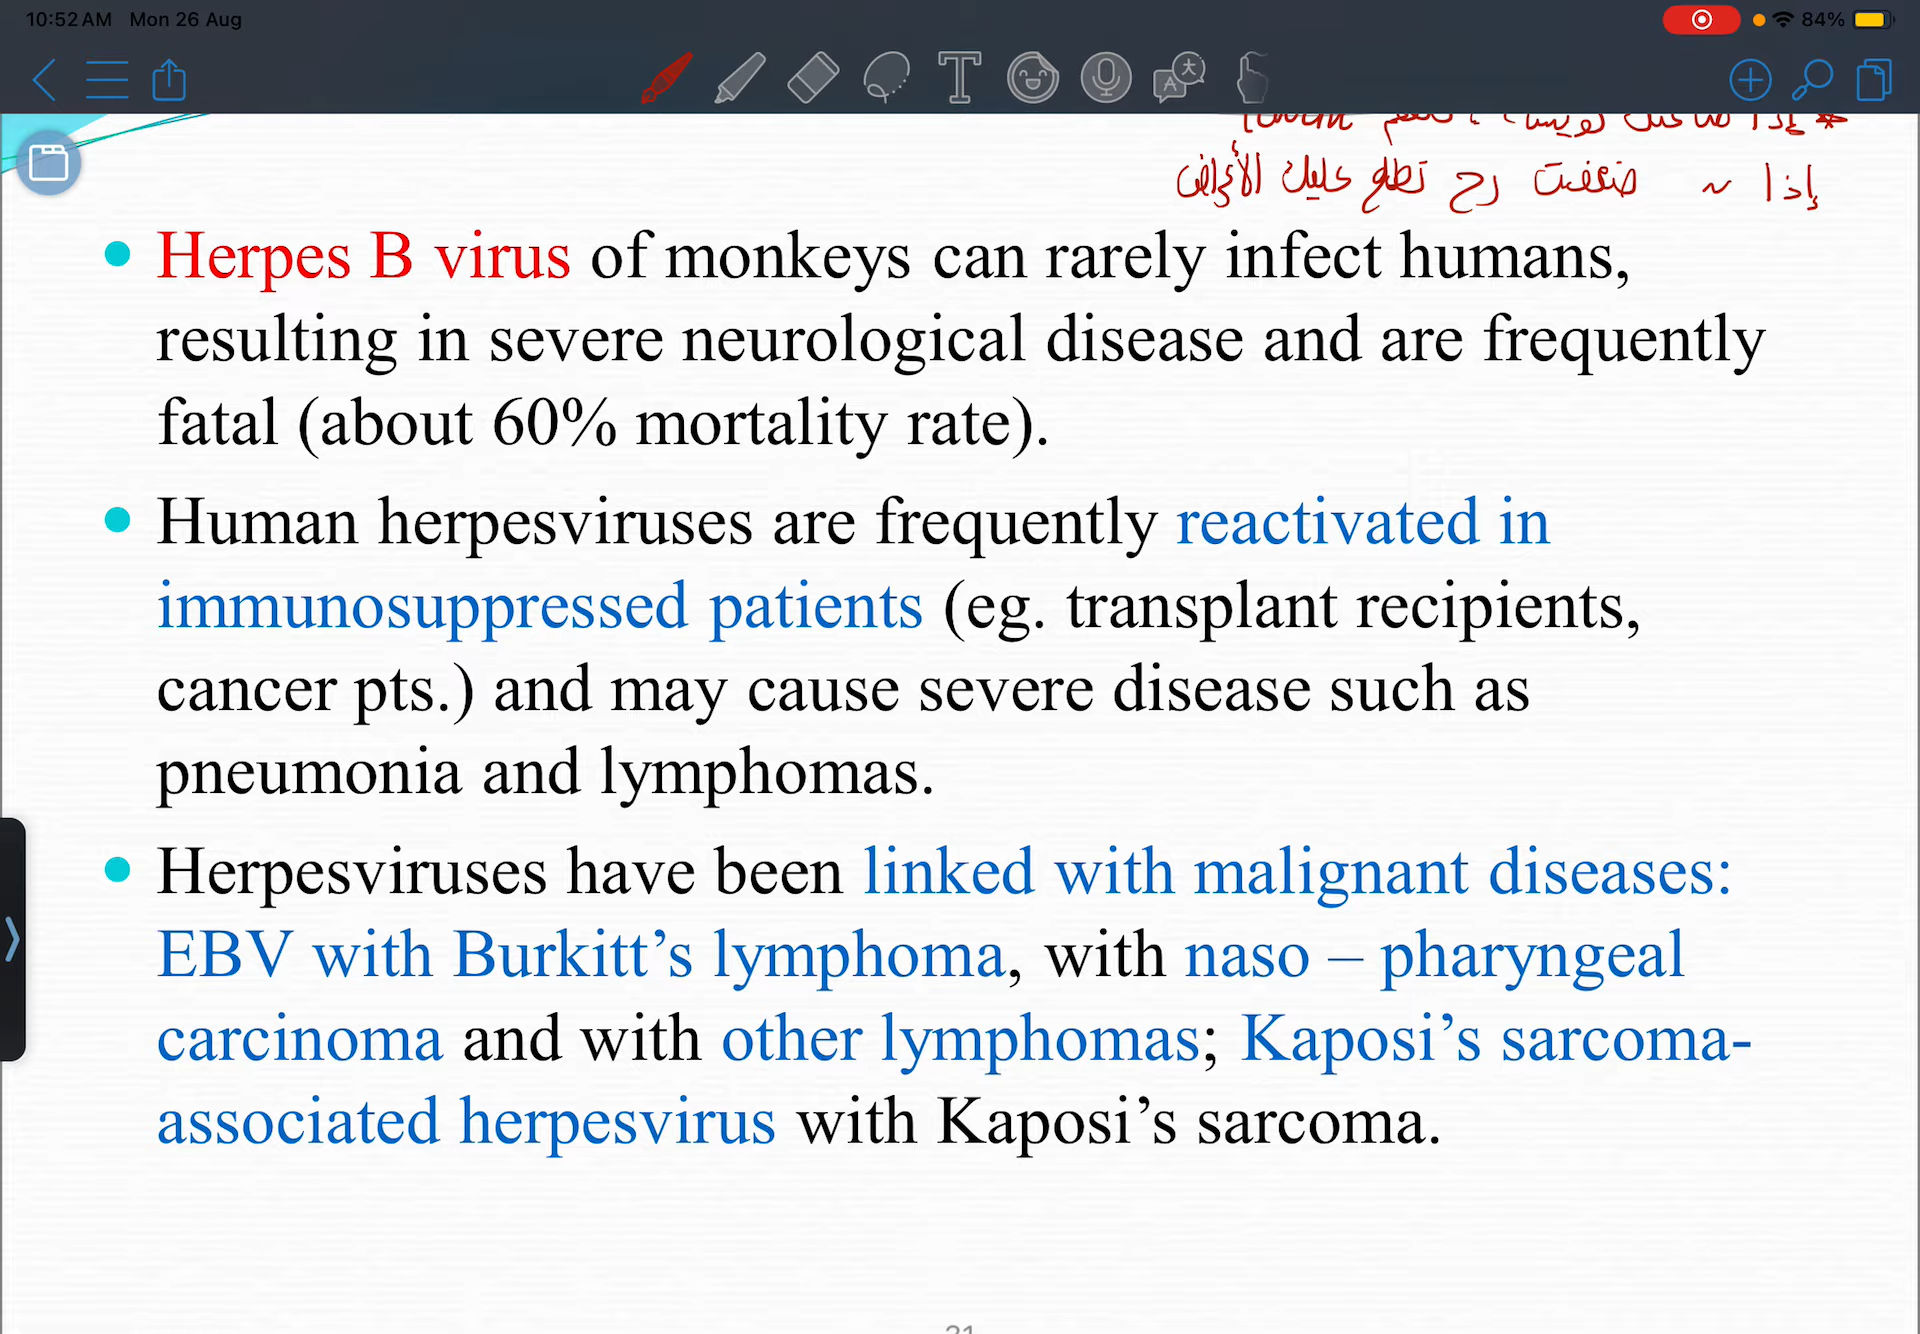 10:52 AM Mon 26 Aug
84%
إذا ~ ضعفت رح تطلع عليك الأعراض
Herpes B virus of monkeys can rarely infect humans,
resulting in severe neurological disease and are frequently
fatal (about 60% mortality rate).
Human herpesviruses are frequently reactivated in
immunosuppressed patients (eg. transplant recipients,
cancer pts.) and may cause severe disease such as
pneumonia and lymphomas.
Herpesviruses have been linked with malignant diseases:
EBV with Burkitt’s lymphoma, with naso – pharyngeal
carcinoma and with other lymphomas; Kaposi’s sarcoma-
associated herpesvirus with Kaposi’s sarcoma.